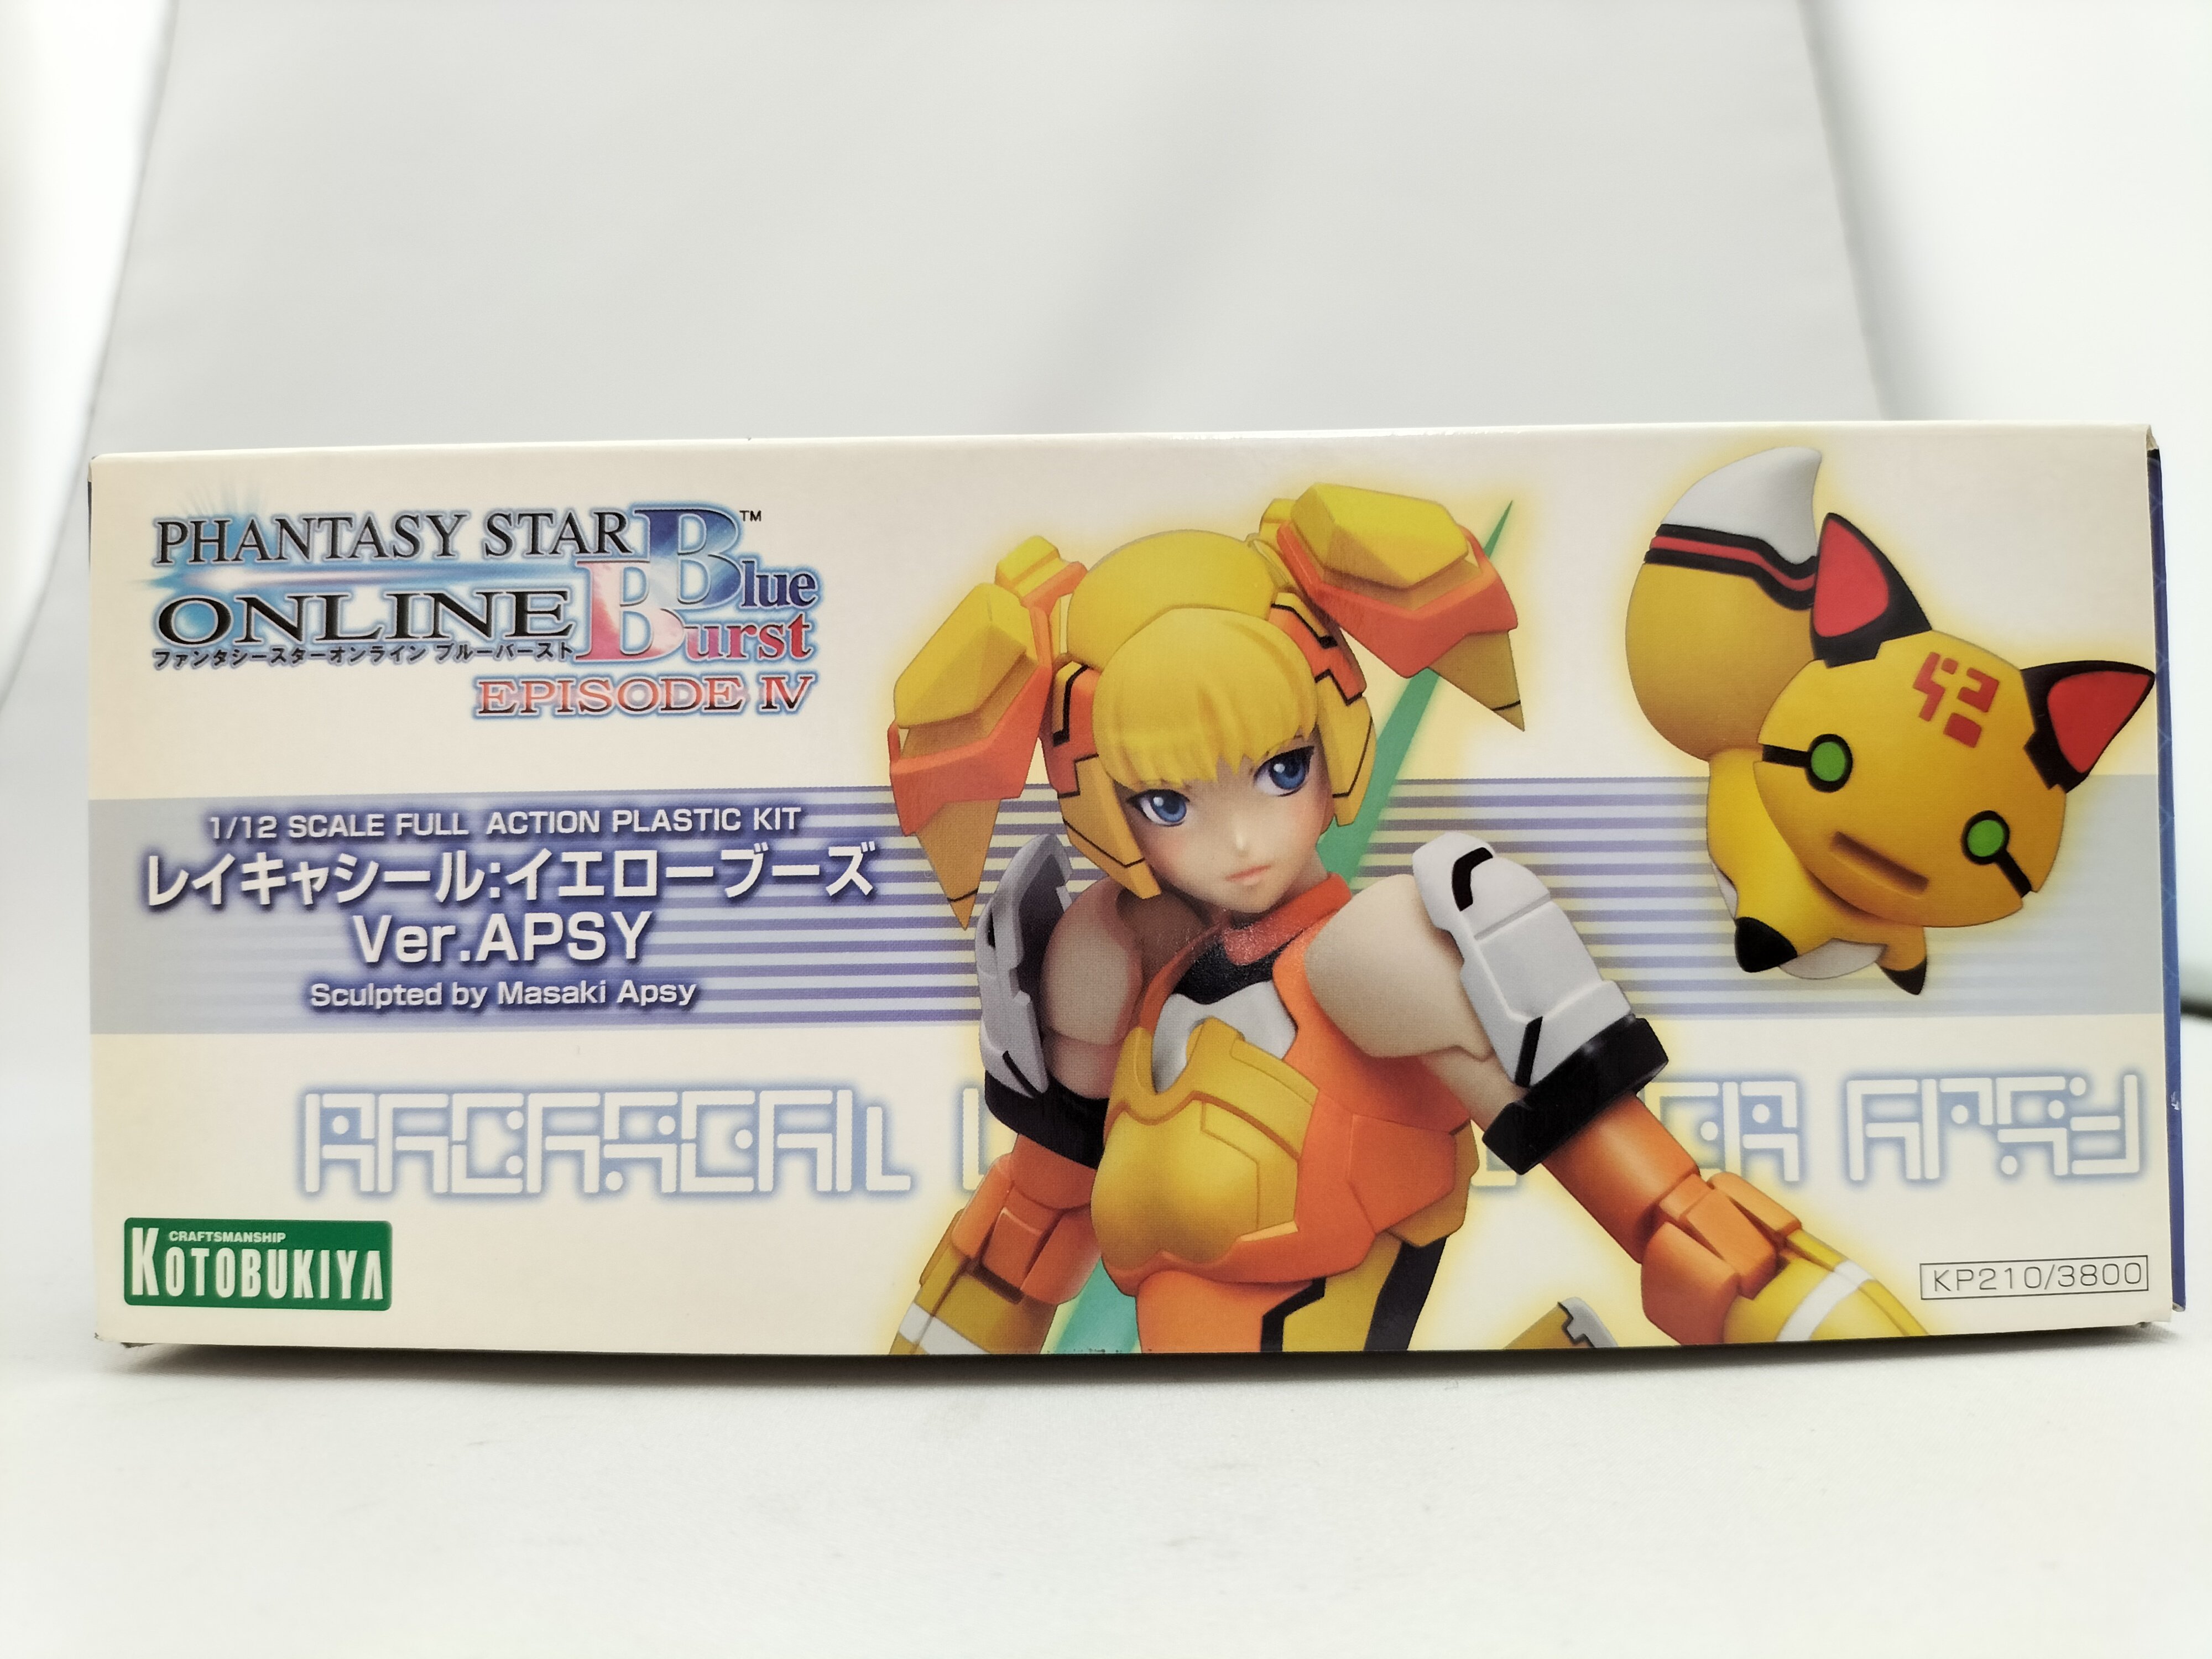 PHANTASY STAR
ONLINE Blue Burst™
ファンタシースターオンライン ブルーバースト
EPISODE IV
1/12 SCALE FULL ACTION PLASTIC KIT
レイキャシール:イエローブーズ
Ver.APSY
Sculpted by Masaki Apsy
RACASEAL
APSY
CRAFTSMANSHIP
KOTOBUKIYA
KP210/3800